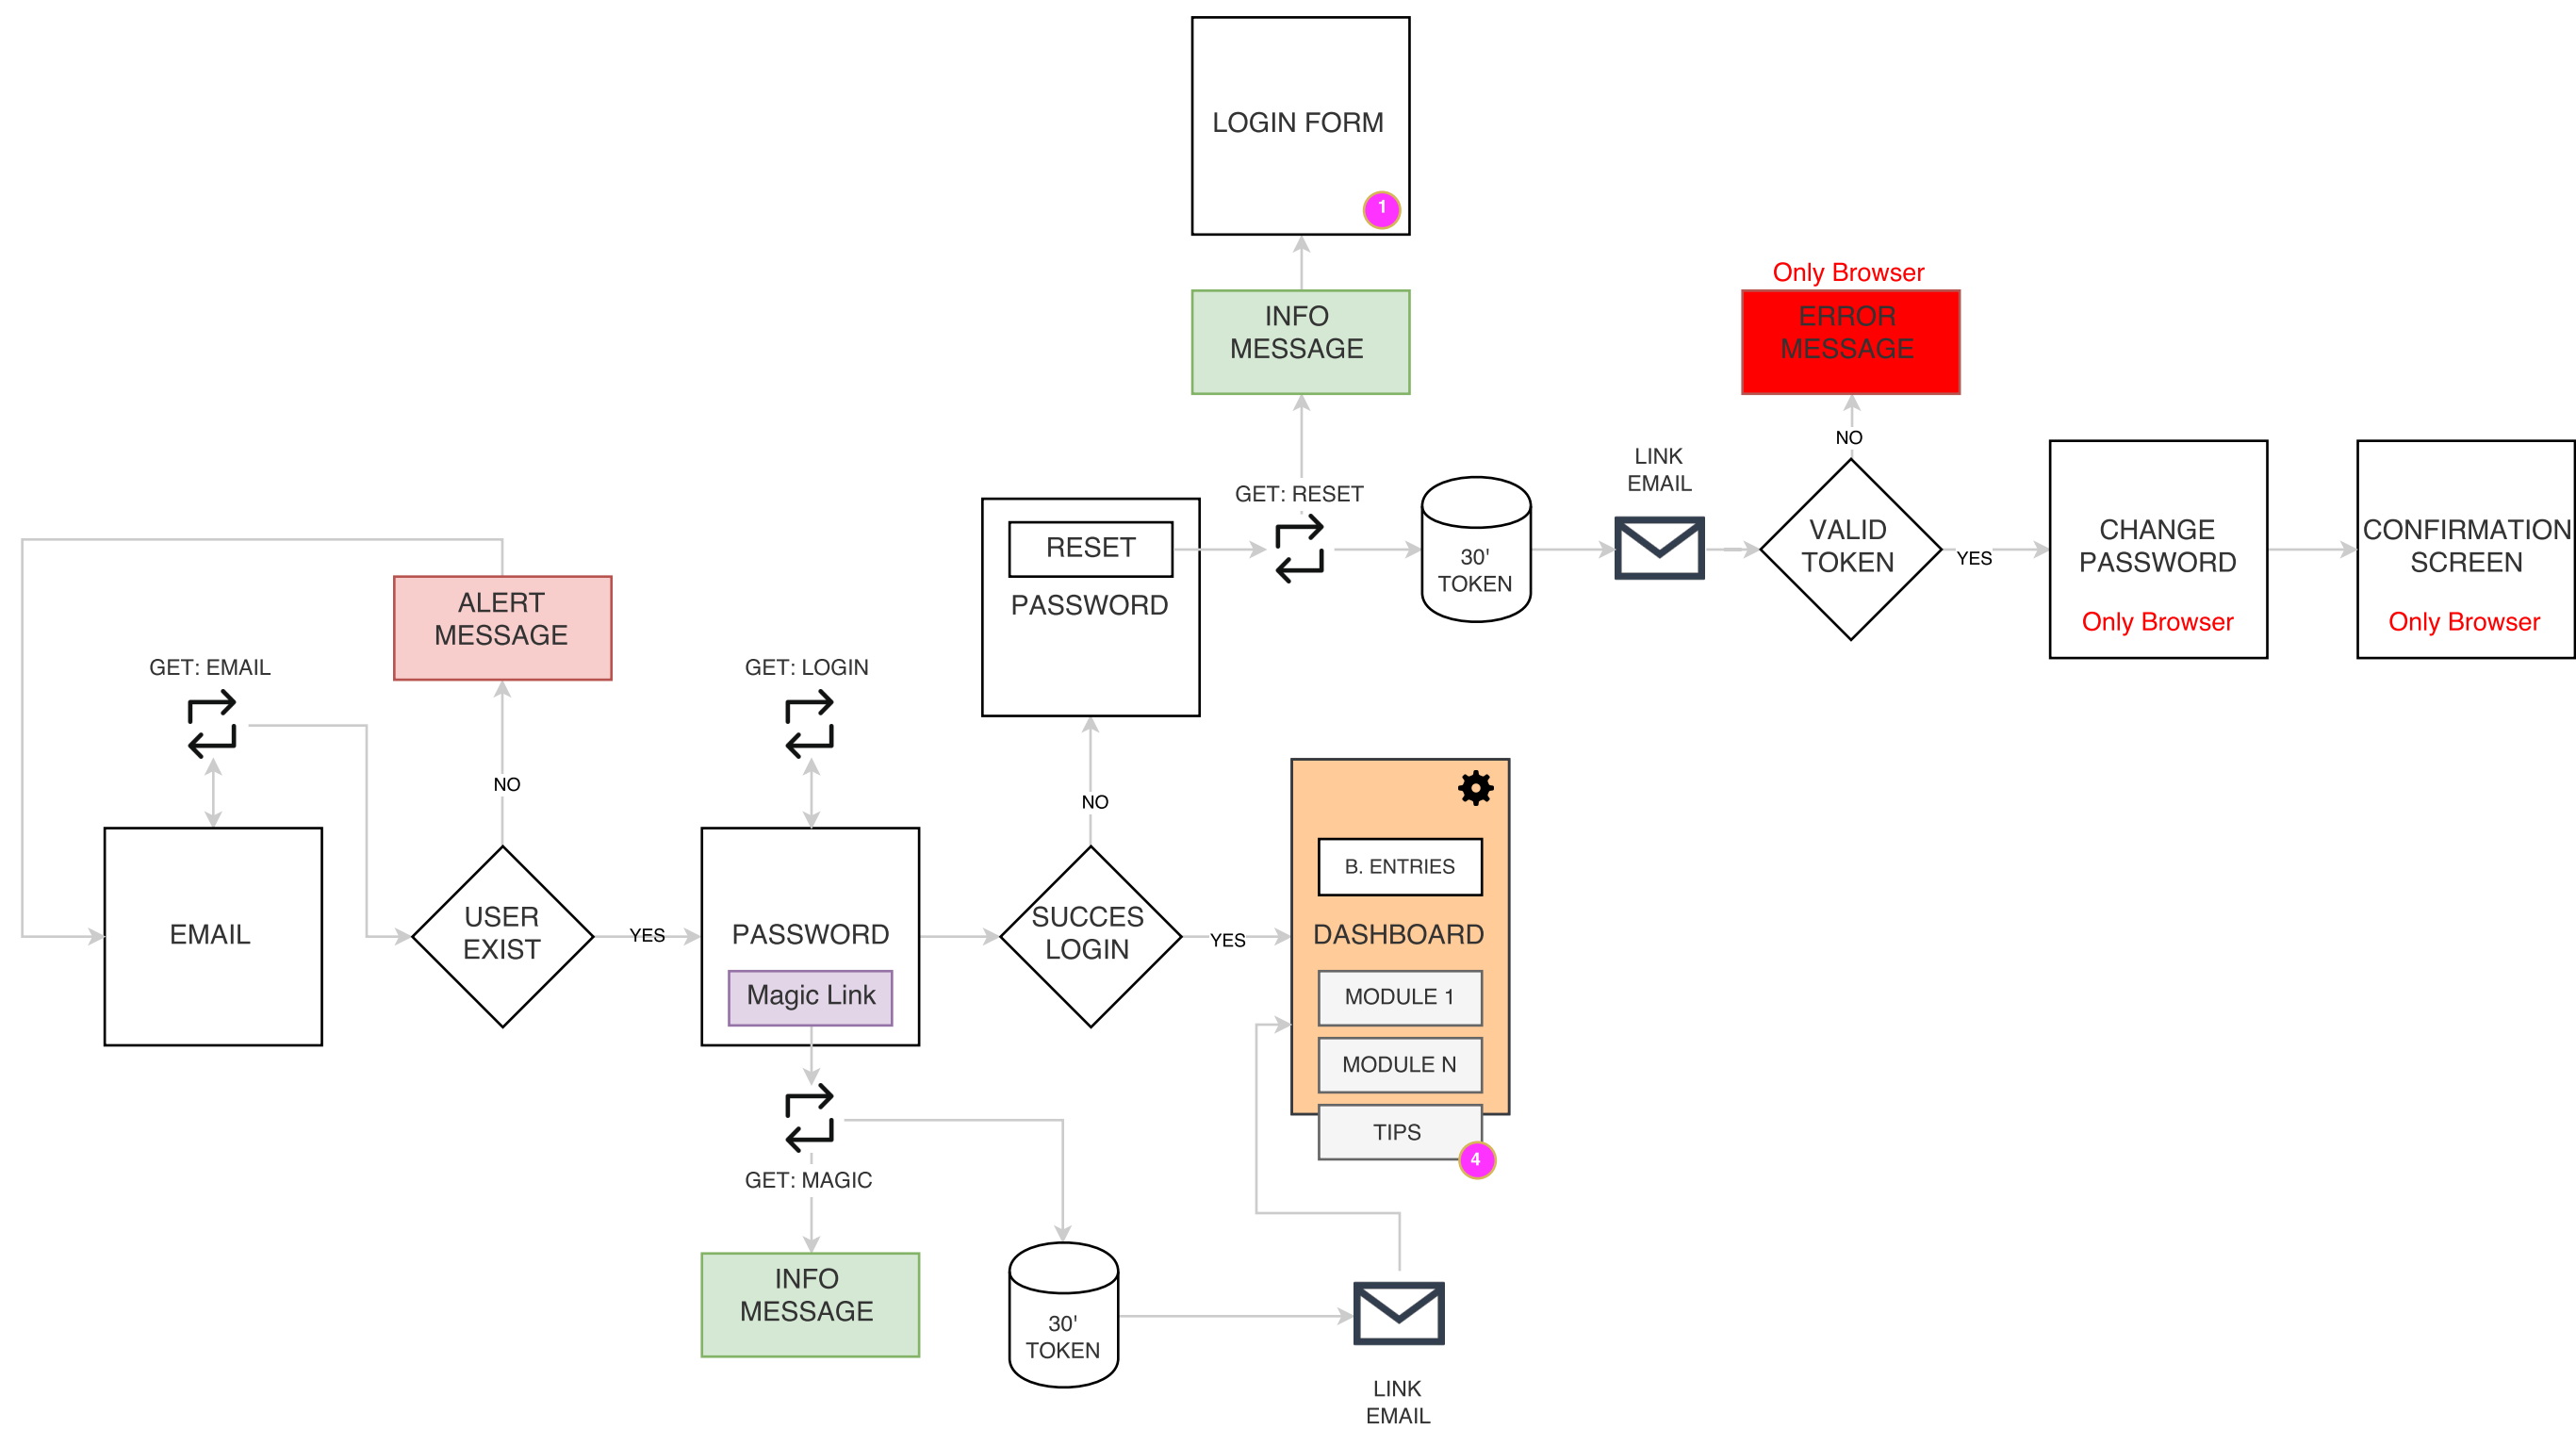 LOGIN FORM
1
INFO
MESSAGE
Only Browser
ERROR
MESSAGE
NO
GET: RESET
LINK
EMAIL
RESET
PASSWORD
30'
TOKEN
VALID
TOKEN
YES
CHANGE
PASSWORD
Only Browser
CONFIRMATION
SCREEN
Only Browser
ALERT
MESSAGE
GET: EMAIL
GET: LOGIN
NO
NO
EMAIL
USER
EXIST
YES
PASSWORD
Magic Link
SUCCES
LOGIN
YES
B. ENTRIES
DASHBOARD
MODULE 1
MODULE N
TIPS
4
GET: MAGIC
INFO
MESSAGE
30'
TOKEN
LINK
EMAIL